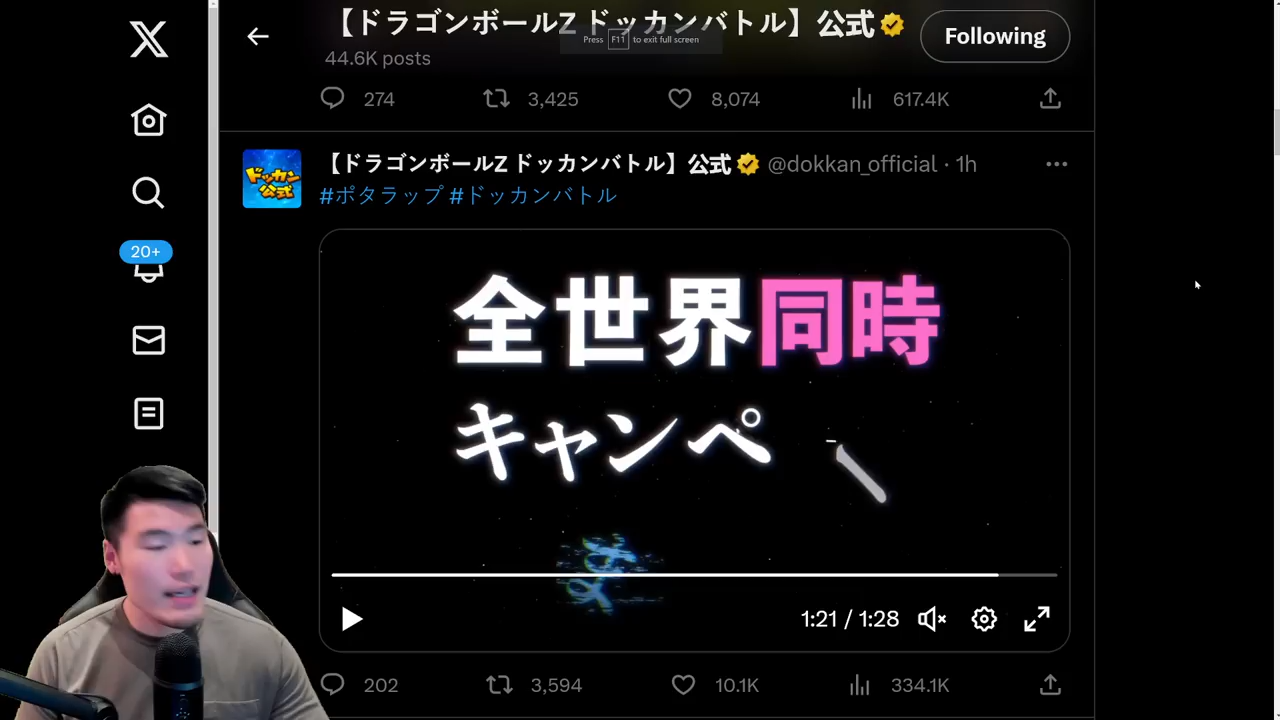 【ドラゴンボールZ ドッカンバトル】公式
Following
Press F11 to exit full screen
44.6K posts
274 3,425 8,074 617.4K
【ドラゴンボールZ ドッカンバトル】公式 @dokkan_official · 1h
#ポタラップ #ドッカンバトル
ドッカン
公式
20+
全世界同時
キャンペ
1:21 / 1:28
202 3,594 10.1K 334.1K